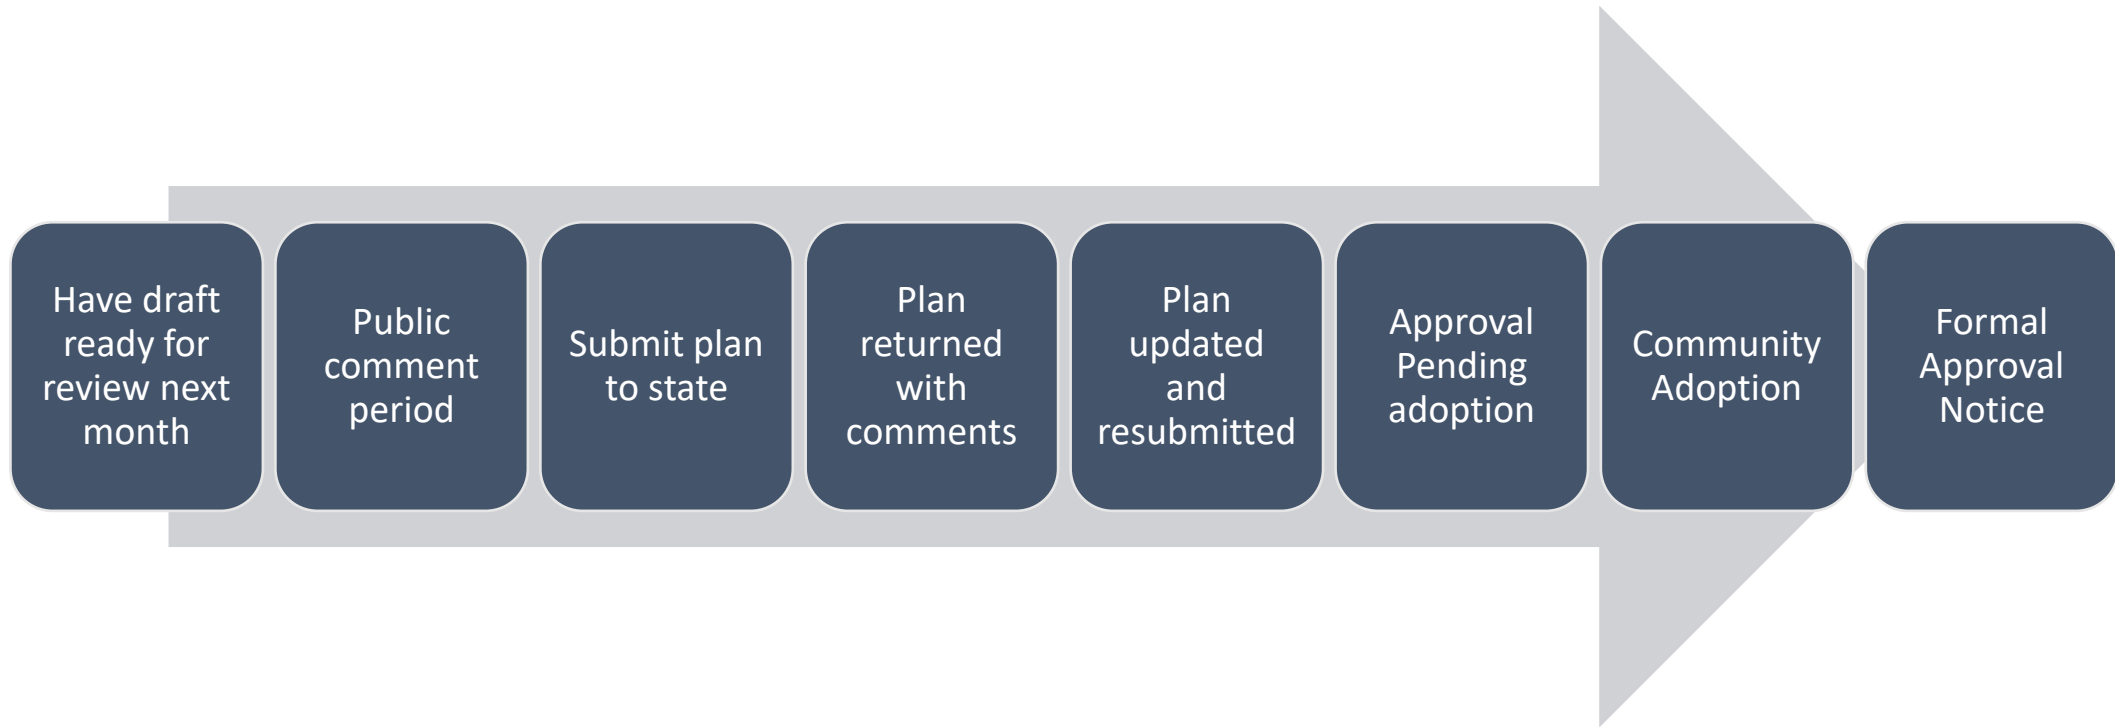 Have draft
ready for
review next
month
Public
comment
period
Submit plan
to state
Plan
returned
with
comments
Plan
updated
and
resubmitted
Approval
Pending
adoption
Community
Adoption
Formal
Approval
Notice